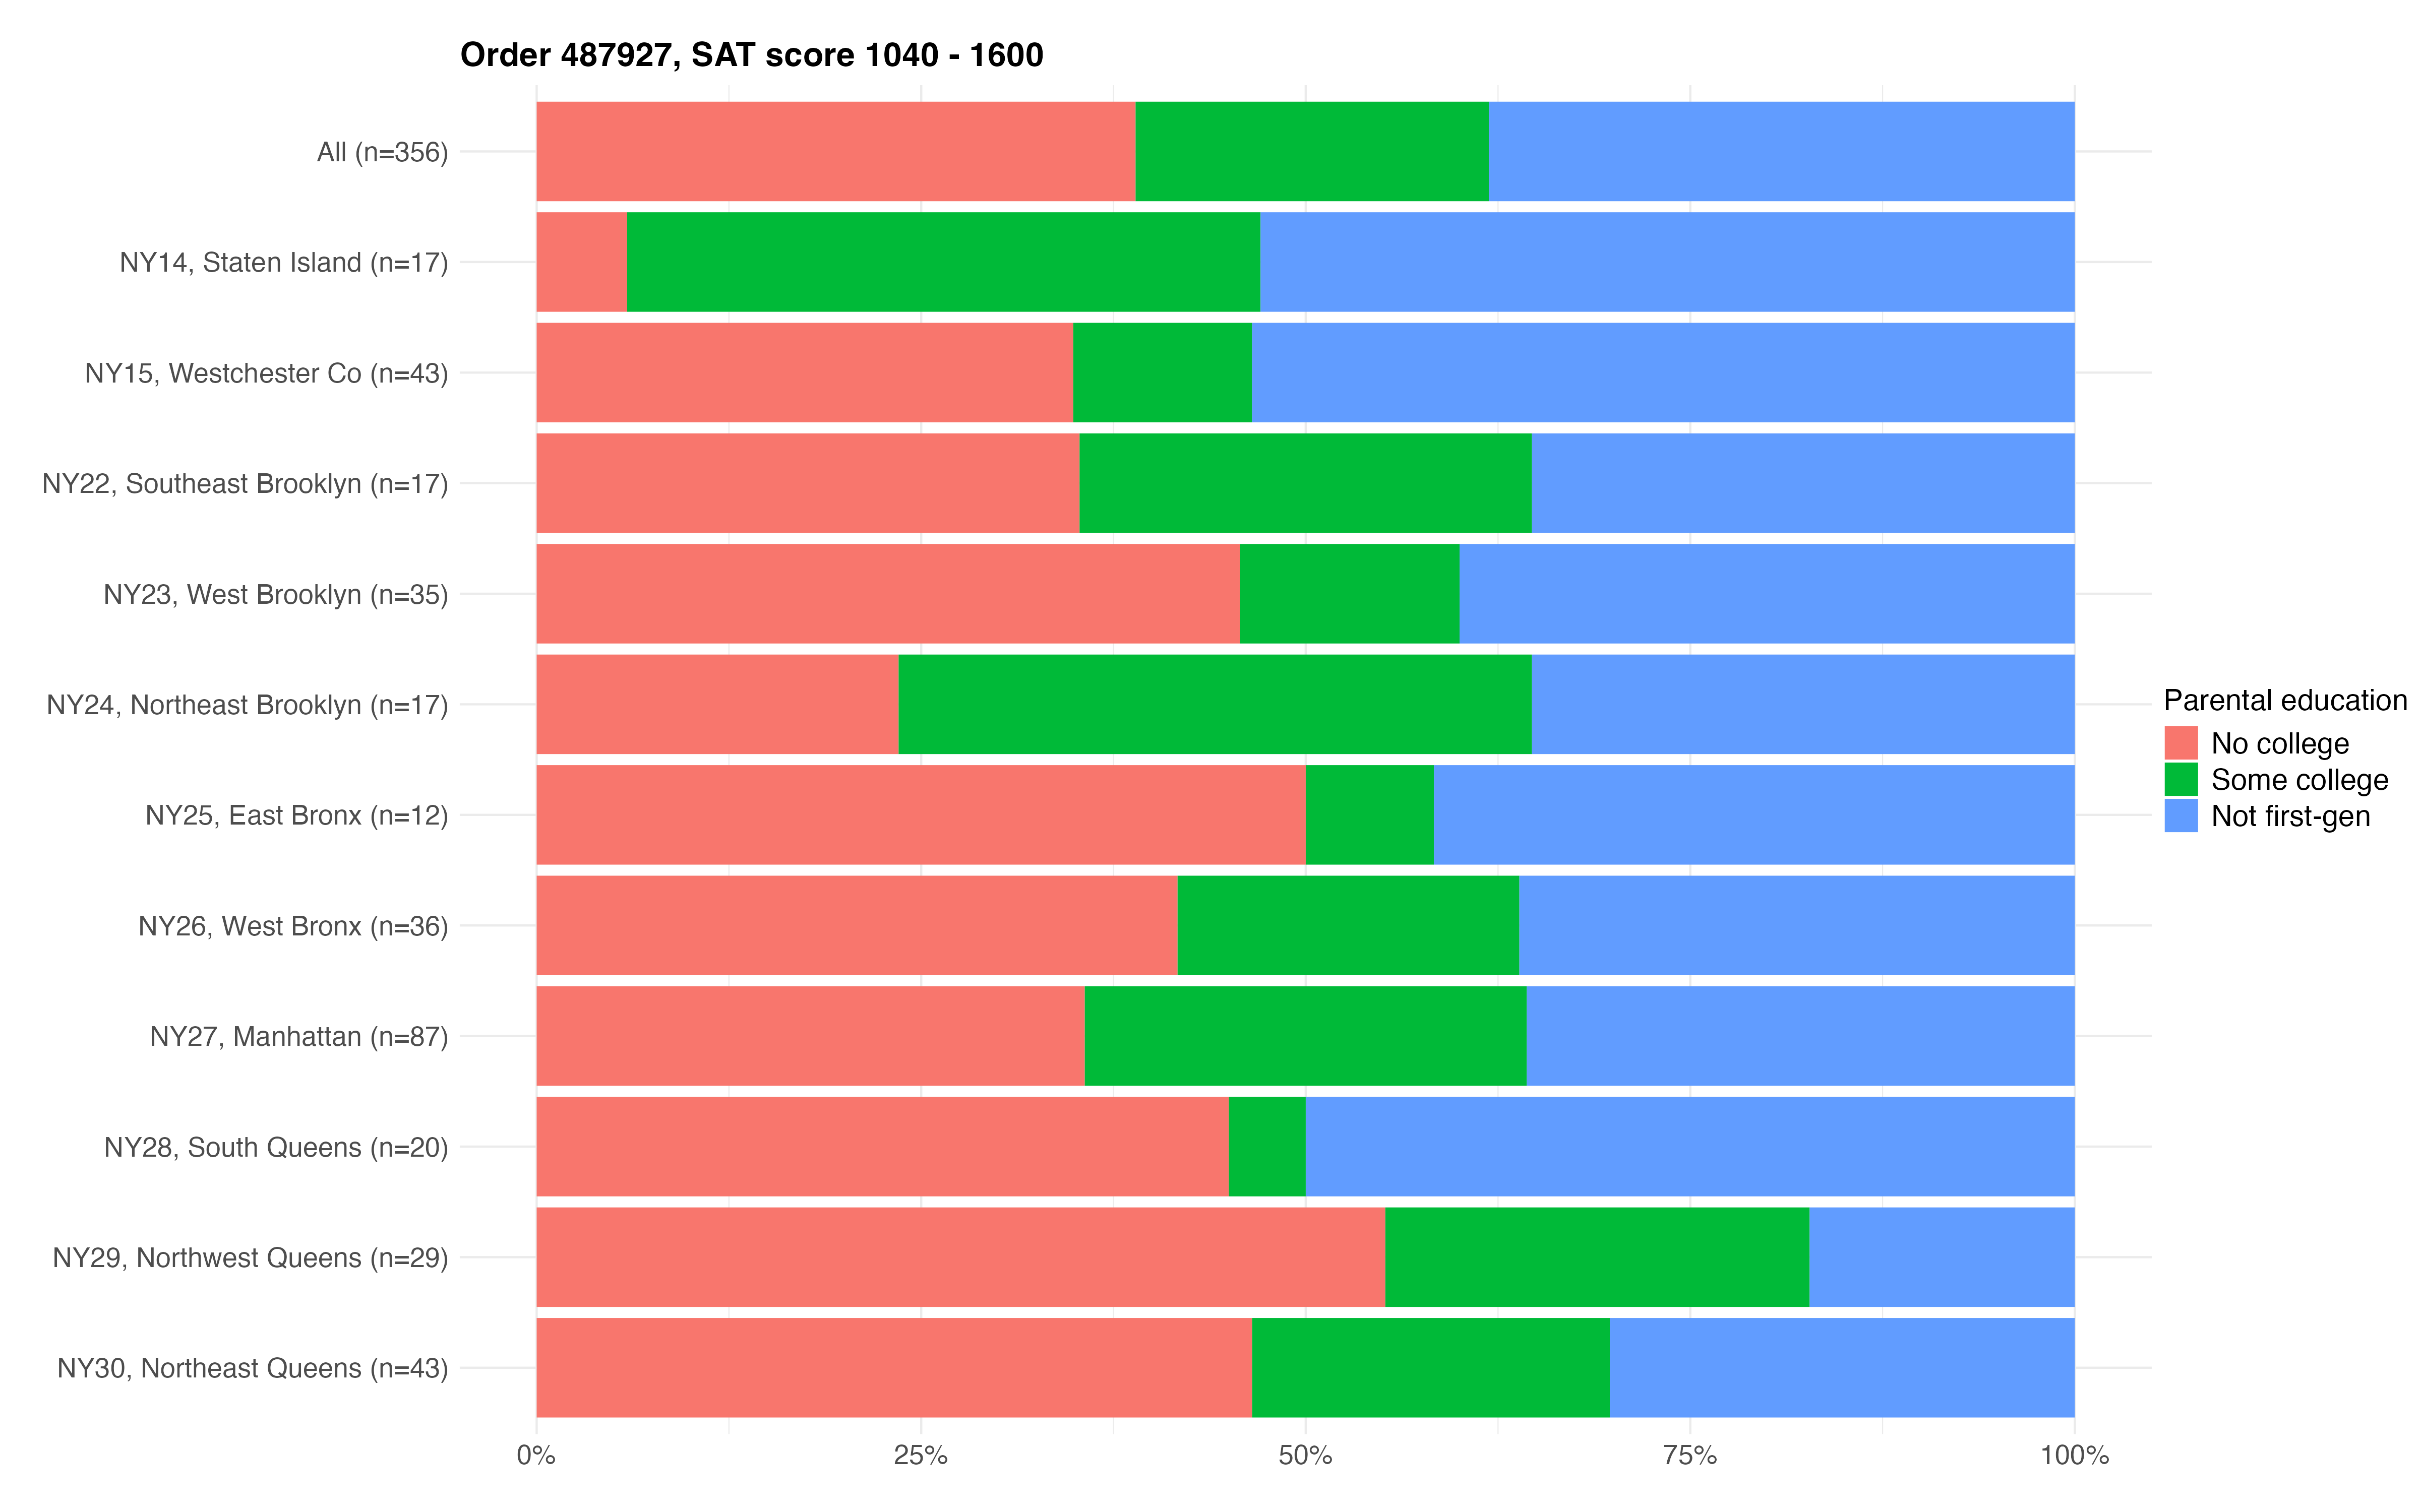 Order 487927, SAT score 1040 - 1600
All (n=356)
NY14, Staten Island (n=17)
NY15, Westchester Co (n=43)
NY22, Southeast Brooklyn (n=17)
NY23, West Brooklyn (n=35)
NY24, Northeast Brooklyn (n=17)
NY25, East Bronx (n=12)
NY26, West Bronx (n=36)
NY27, Manhattan (n=87)
NY28, South Queens (n=20)
NY29, Northwest Queens (n=29)
NY30, Northeast Queens (n=43)
0% 25% 50% 75% 100%
Parental education
No college
Some college
Not first-gen